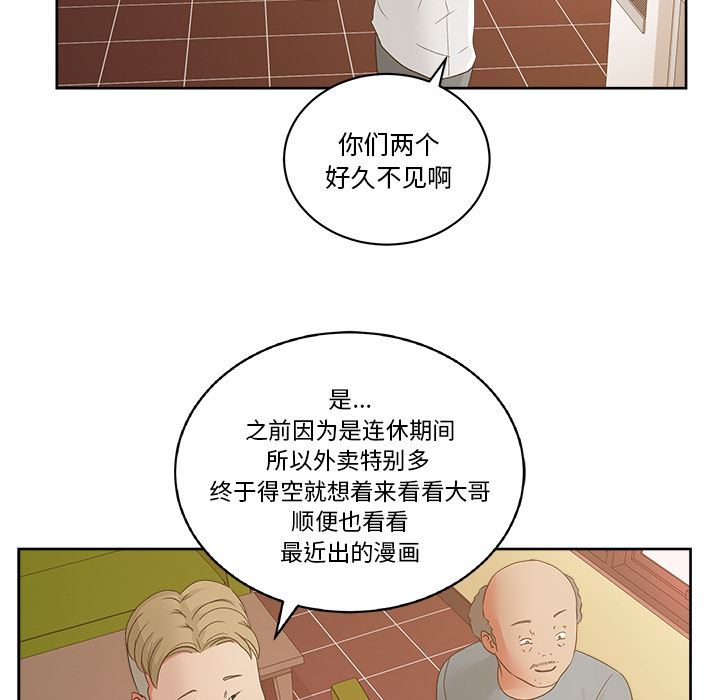 你们两个
好久不见啊
是...
之前因为是连休期间
所以外卖特别多
终于得空就想着来看看大哥
顺便也看看
最近出的漫画